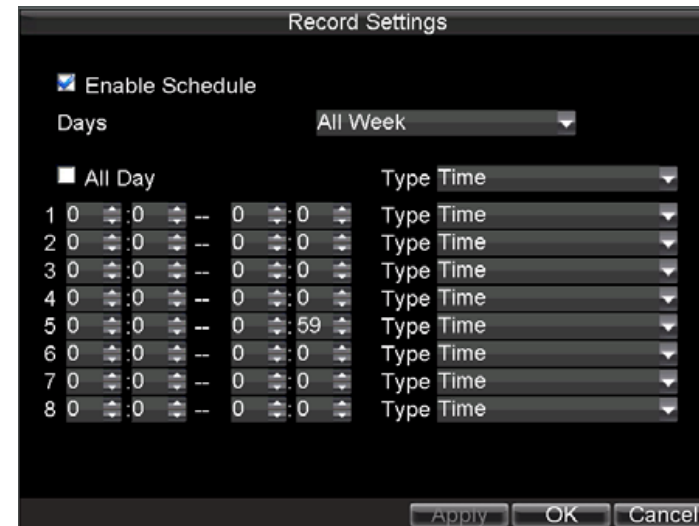 Record Settings
Enable Schedule
Days All Week
All Day Type Time
1 0 :0 -- 0 :0 Type Time
2 0 :0 -- 0 :0 Type Time
3 0 :0 -- 0 :0 Type Time
4 0 :0 -- 0 :0 Type Time
5 0 :0 -- 0 :59 Type Time
6 0 :0 -- 0 :0 Type Time
7 0 :0 -- 0 :0 Type Time
8 0 :0 -- 0 :0 Type Time
Apply OK Cancel